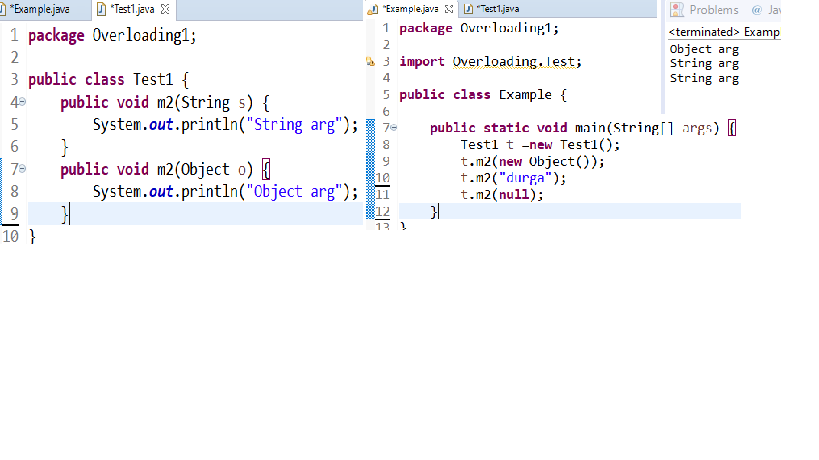 *Example.java *Test1.java
1 package Overloading1;
2
3 public class Test1 {
4 public void m2(String s) {
5 System.out.println("String arg");
6 }
7 public void m2(Object o) {
8 System.out.println("Object arg");
9 }
10 }
*Example.java *Test1.java
1 package Overloading1;
2
3 import Overloading.Test;
4
5 public class Example {
6
7 public static void main(String[] args) {
8 Test1 t =new Test1();
9 t.m2(new Object());
10 t.m2("durga");
11 t.m2(null);
12 }
13 }
Problems @ Jav
<terminated> Examp
Object arg
String arg
String arg